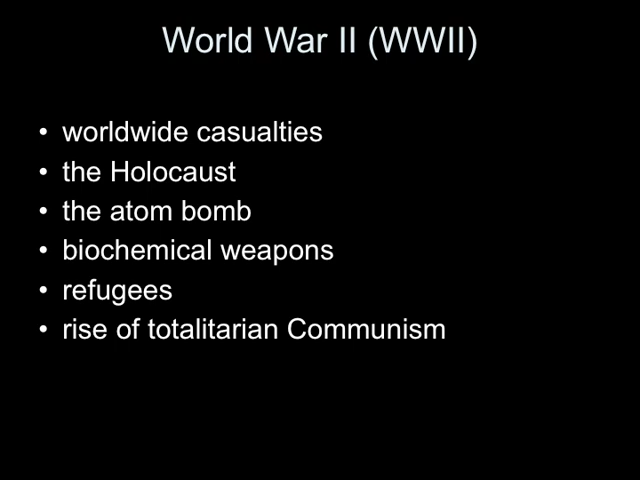 World War II (WWII)
• worldwide casualties
• the Holocaust
• the atom bomb
• biochemical weapons
• refugees
• rise of totalitarian Communism